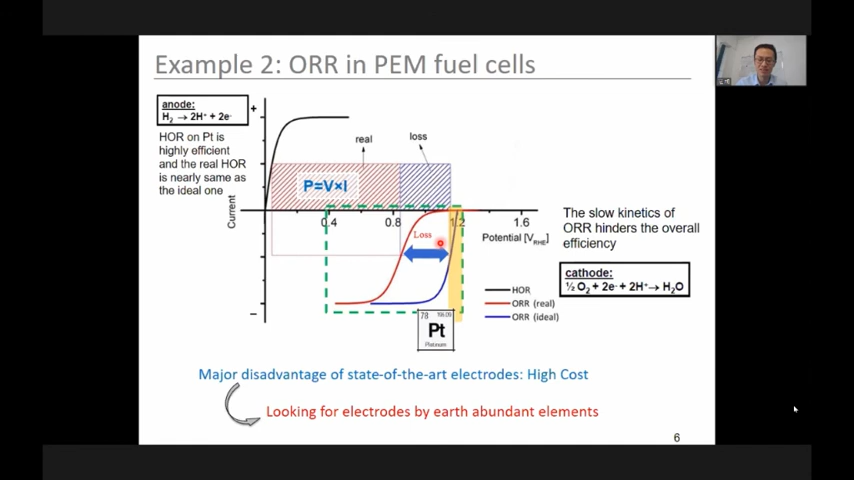 Example 2: ORR in PEM fuel cells
anode:
H₂ → 2H⁺ + 2e⁻
HOR on Pt is
highly efficient
and the real HOR
is nearly same as
the ideal one
+
real
loss
P=V×I
Current
0.4
0.8
1.2
1.6
Potential [V_RHE]
Loss
−
HOR
ORR (real)
ORR (ideal)
78
Pt
Platinum
The slow kinetics of
ORR hinders the overall
efficiency
cathode:
½ O₂ + 2e⁻ + 2H⁺ → H₂O
Major disadvantage of state-of-the-art electrodes: High Cost
Looking for electrodes by earth abundant elements
6